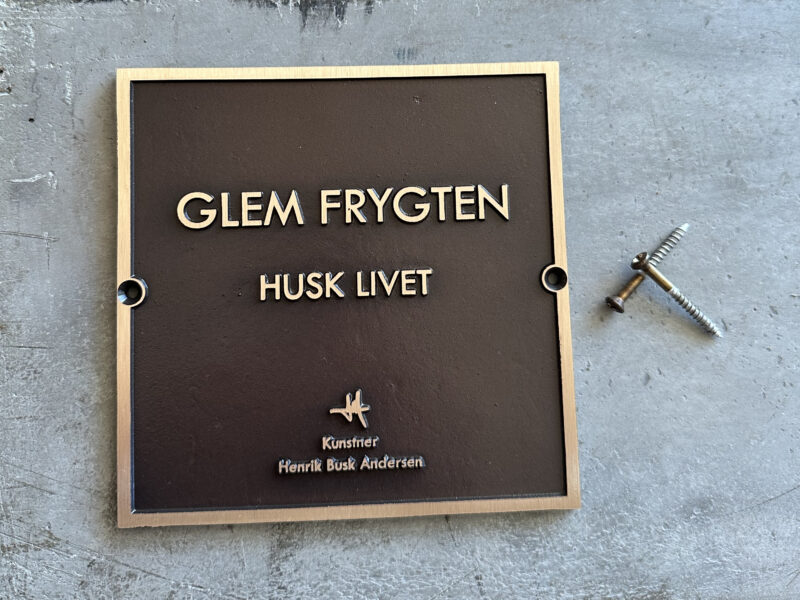 GLEM FRYGTEN
HUSK LIVET
Kunstner
Henrik Busk Andersen